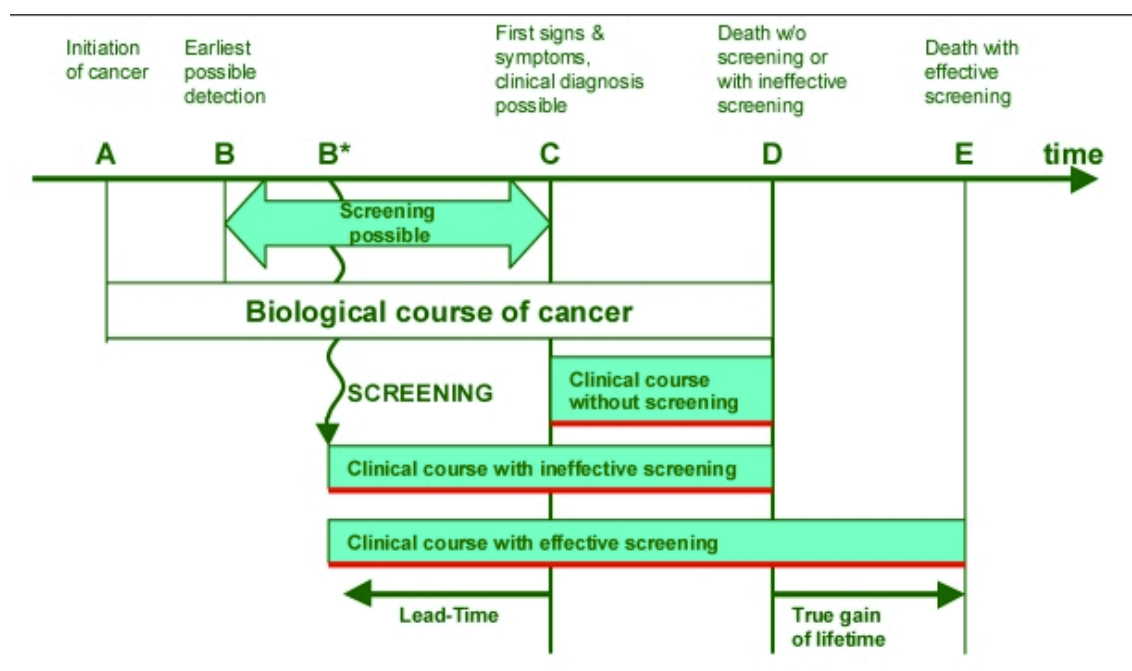 Initiation
of cancer
Earliest
possible
detection
First signs &
symptoms,
clinical diagnosis
possible
Death w/o
screening or
with ineffective
screening
Death with
effective
screening
A B B* C D E time
Screening
possible
Biological course of cancer
SCREENING
Clinical course
without screening
Clinical course with ineffective screening
Clinical course with effective screening
Lead-Time
True gain
of lifetime